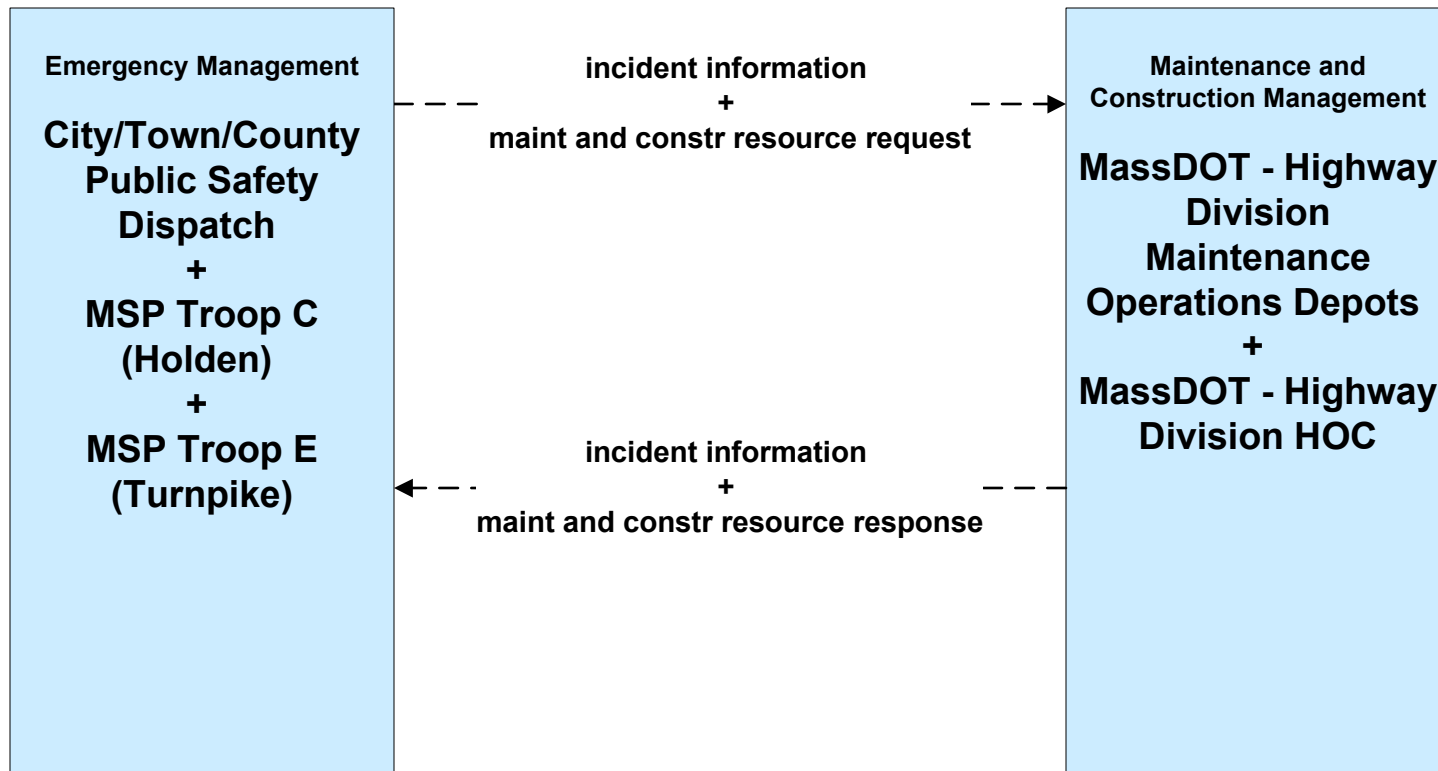 Emergency Management
City/Town/County
Public Safety
Dispatch
+
MSP Troop C
(Holden)
+
MSP Troop E
(Turnpike)
incident information
+
maint and constr resource request
incident information
+
maint and constr resource response
Maintenance and
Construction Management
MassDOT - Highway
Division
Maintenance
Operations Depots
+
MassDOT - Highway
Division HOC